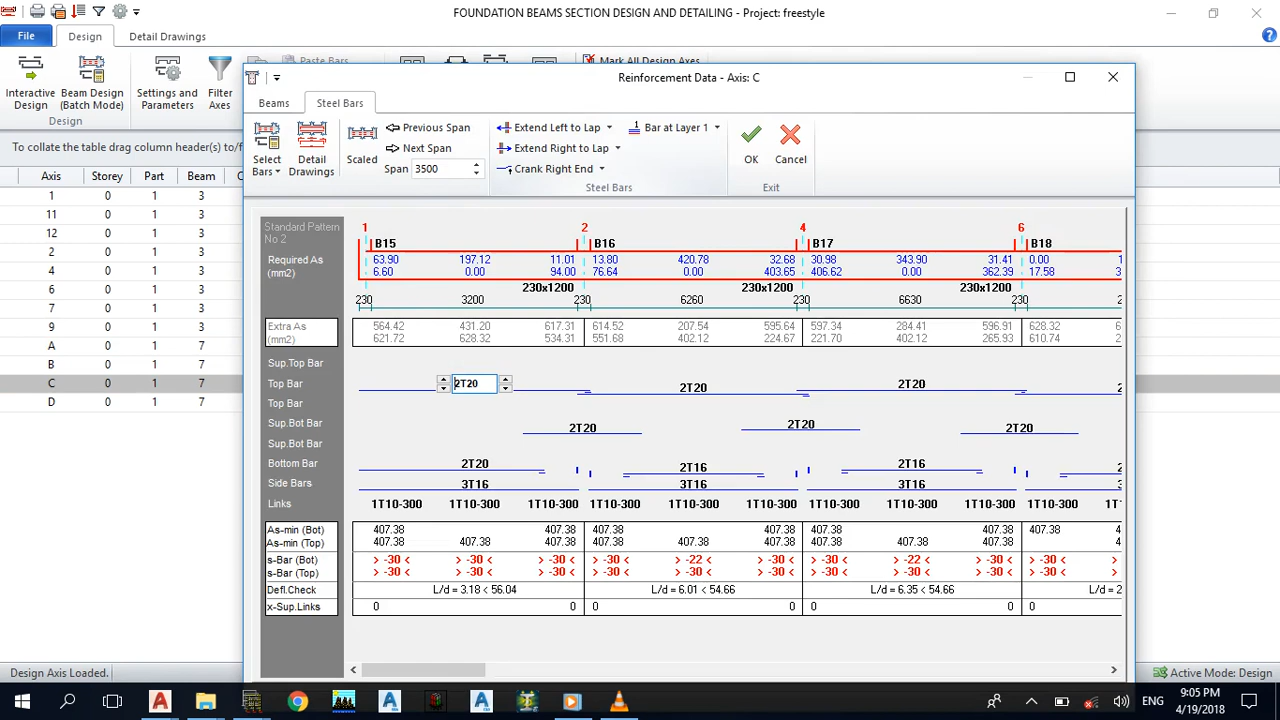 FOUNDATION BEAMS SECTION DESIGN AND DETAILING - Project: freestyle
File Design Detail Drawings
Paste Bars Mark All Design Axes
Interactive Design
Beam Design (Batch Mode)
Settings and Parameters
Filter Axes
Design
To collate the table drag column header(s) to/f
Axis Storey Part Beam C
1 0 1 3
11 0 1 3
12 0 1 3
2 0 1 3
4 0 1 3
6 0 1 3
7 0 1 3
9 0 1 3
A 0 1 7
B 0 1 7
C 0 1 7
D 0 1 7
Reinforcement Data - Axis: C
Beams Steel Bars
Select Bars
Detail Drawings
Scaled
Previous Span
Next Span
Span 3500
Extend Left to Lap
Extend Right to Lap
Crank Right End
Bar at Layer 1
Steel Bars
OK Cancel
Exit
Standard Pattern No 2
1 2 4 6
B15 B16 B17 B18
Required As 63.90 197.12 11.01 13.80 420.78 32.68 30.98 343.90 31.41 0.00 1
(mm2) 6.60 0.00 94.00 76.64 0.00 403.65 406.62 0.00 362.39 17.58 3
230x1200 230x1200 230x1200
230 3200 230 6260 230 6630 230 2
Extra As 564.42 431.20 617.31 614.52 207.54 595.64 597.34 284.41 596.91 628.32 6
(mm2) 621.72 628.32 534.31 551.68 402.12 224.67 221.70 402.12 265.93 610.74 3
Sup.Top Bar
Top Bar 2T20 2T20 2T20 2
Top Bar
Sup.Bot Bar 2T20 2T20 2T20
Sup.Bot Bar
Bottom Bar 2T20 2T16 2T16 2
Side Bars 3T16 3T16 3T16 3
Links 1T10-300 1T10-300 1T10-300 1T10-300 1T10-300 1T10-300 1T10-300 1T10-300 1T10-300 1T10-300 1T1
As-min (Bot) 407.38 407.38 407.38 407.38 407.38 407.38 4
As-min (Top) 407.38 407.38 407.38 407.38 407.38 407.38 407.38 407.38 407.38 4
s-Bar (Bot) > -30 < > -30 < > -30 < > -30 < > -22 < > -30 < > -30 < > -22 < > -30 < > -30 < >
s-Bar (Top) > -30 < > -30 < > -30 < > -30 < > -30 < > -30 < > -30 < > -30 < > -30 < > -30 < >
Defl.Check L/d = 3.18 < 56.04 L/d = 6.01 < 54.66 L/d = 6.35 < 54.66 L/d = 2
x-Sup.Links 0 0 0 0 0 0 0
Design Axis Loaded.
Active Mode: Design
ENG
9:05 PM
4/19/2018